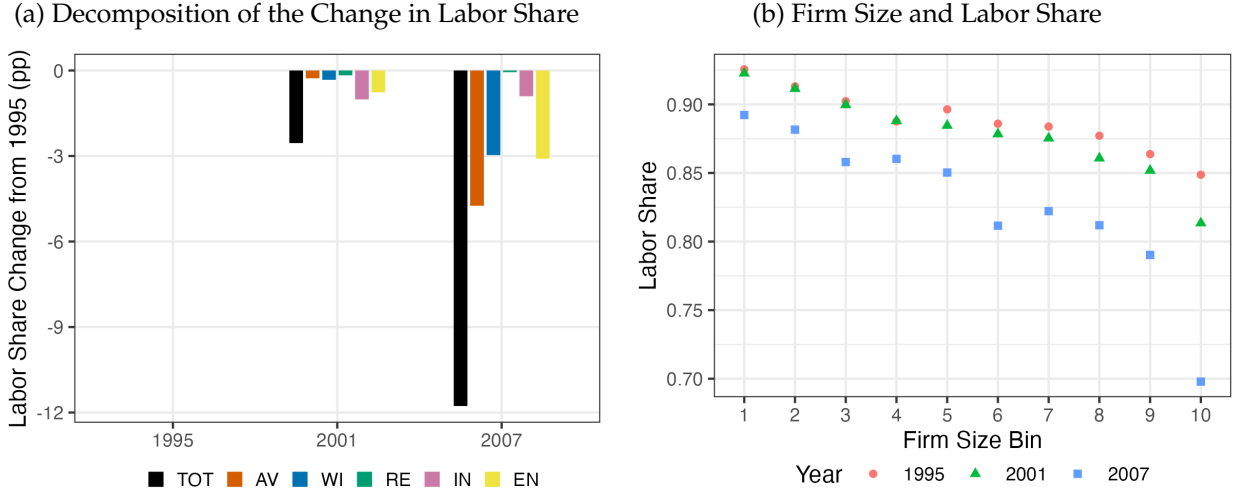 (a) Decomposition of the Change in Labor Share
Labor Share Change from 1995 (pp)
0
-3
-6
-9
-12
1995 2001 2007
TOT AV WI RE IN EN
(b) Firm Size and Labor Share
Labor Share
0.90
0.85
0.80
0.75
0.70
1 2 3 4 5 6 7 8 9 10
Firm Size Bin
Year 1995 2001 2007